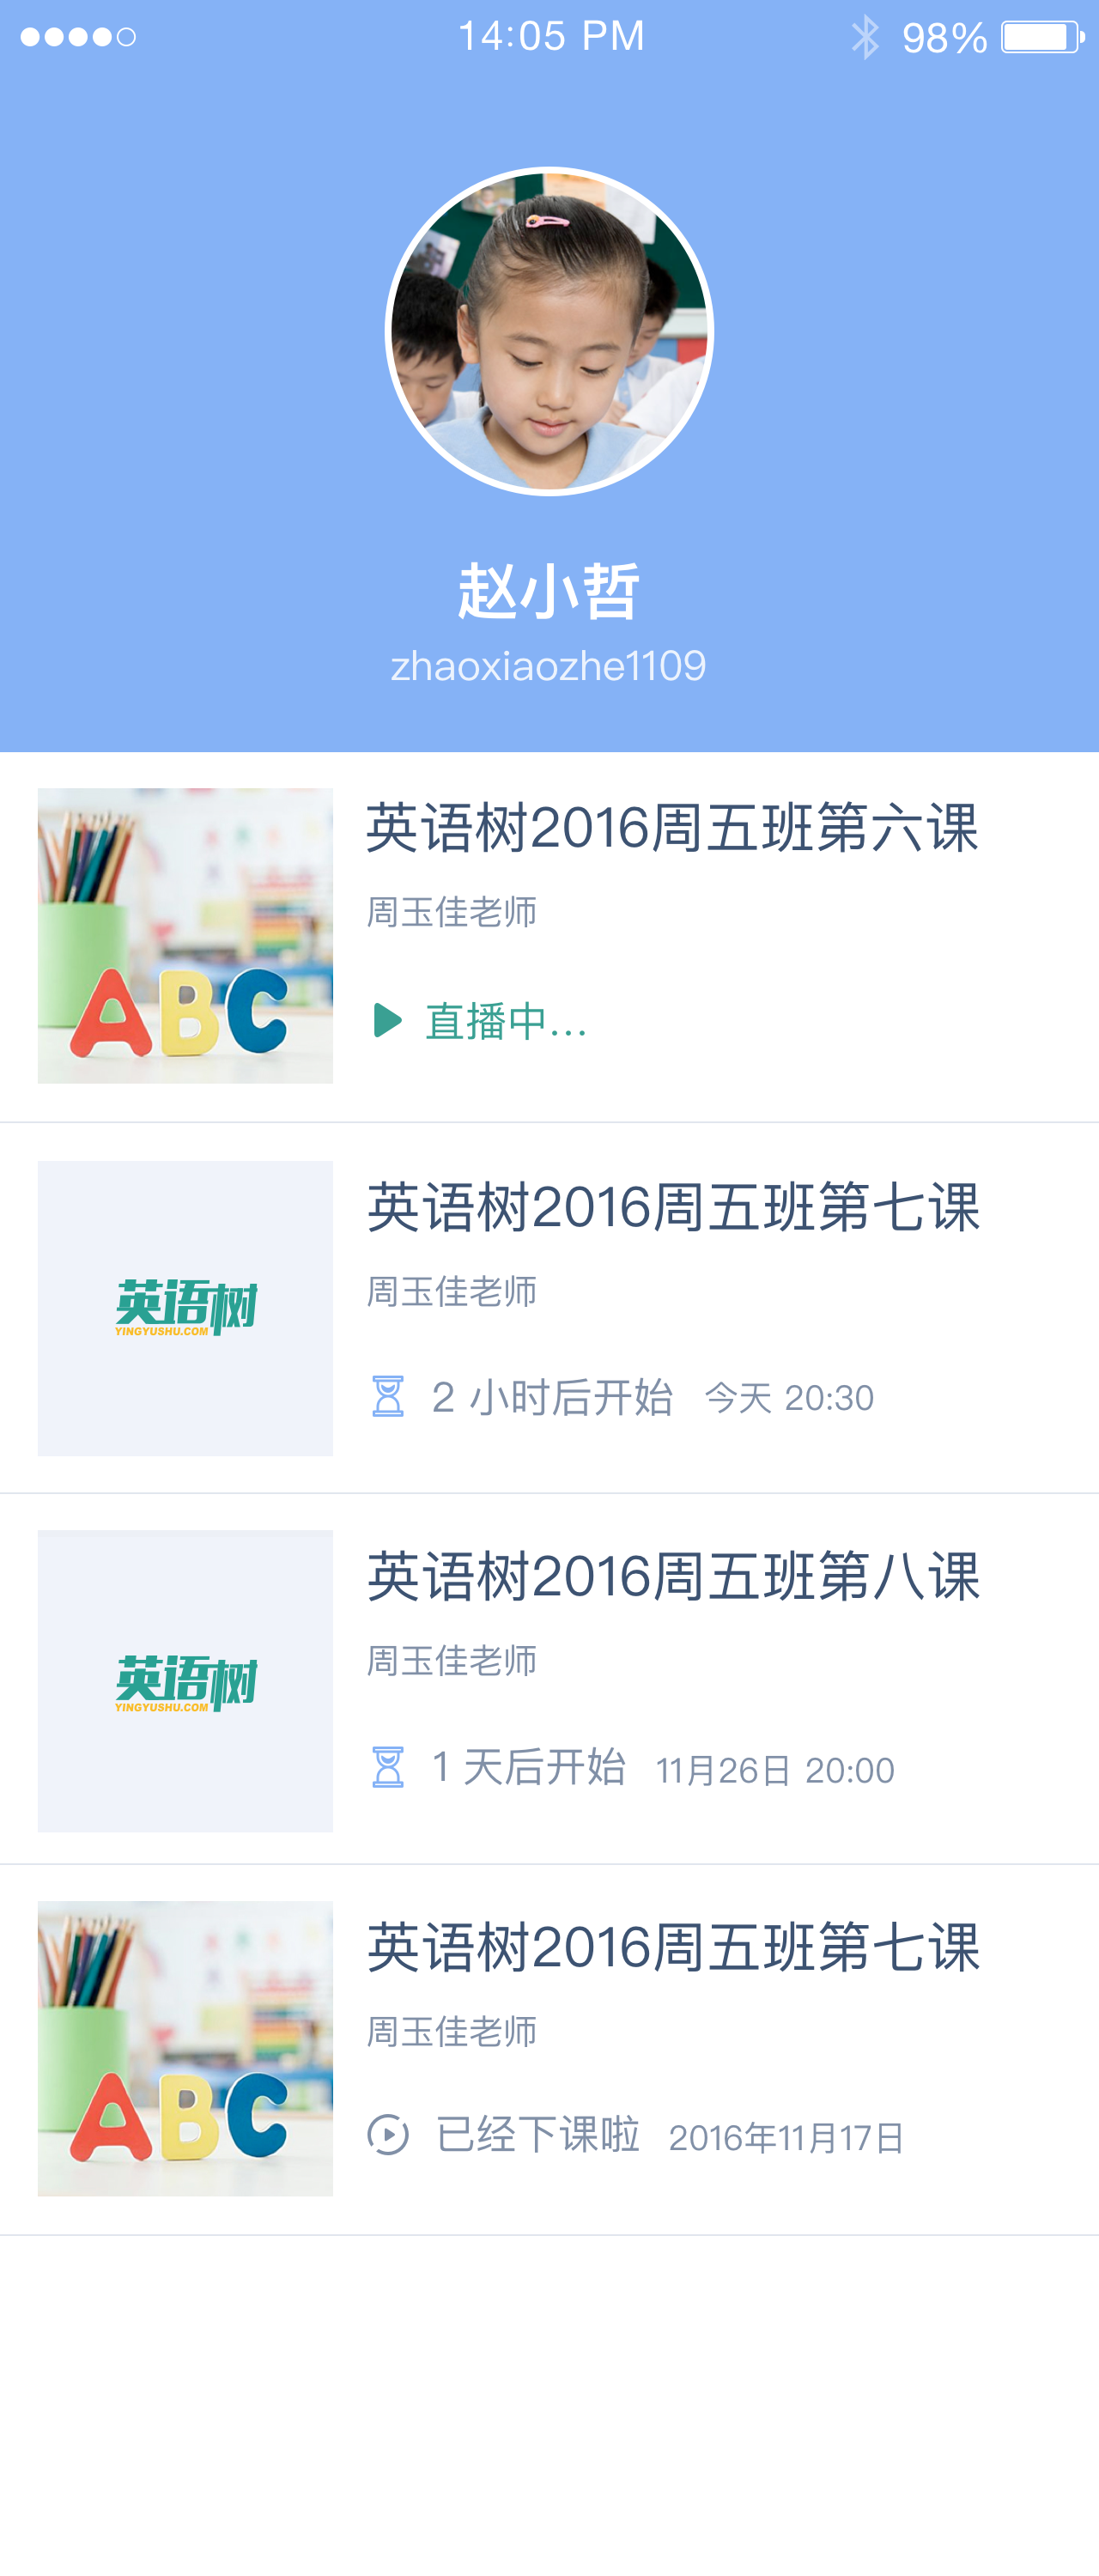 14:05 PM 98%
赵小哲
zhaoxiaozhe1109
英语树2016周五班第六课
周玉佳老师
ABC
直播中...
英语树2016周五班第七课
周玉佳老师
英语树
YINGYUSHU.COM
2 小时后开始 今天 20:30
英语树2016周五班第八课
周玉佳老师
英语树
YINGYUSHU.COM
1 天后开始 11月26日 20:00
英语树2016周五班第七课
周玉佳老师
ABC
已经下课啦 2016年11月17日